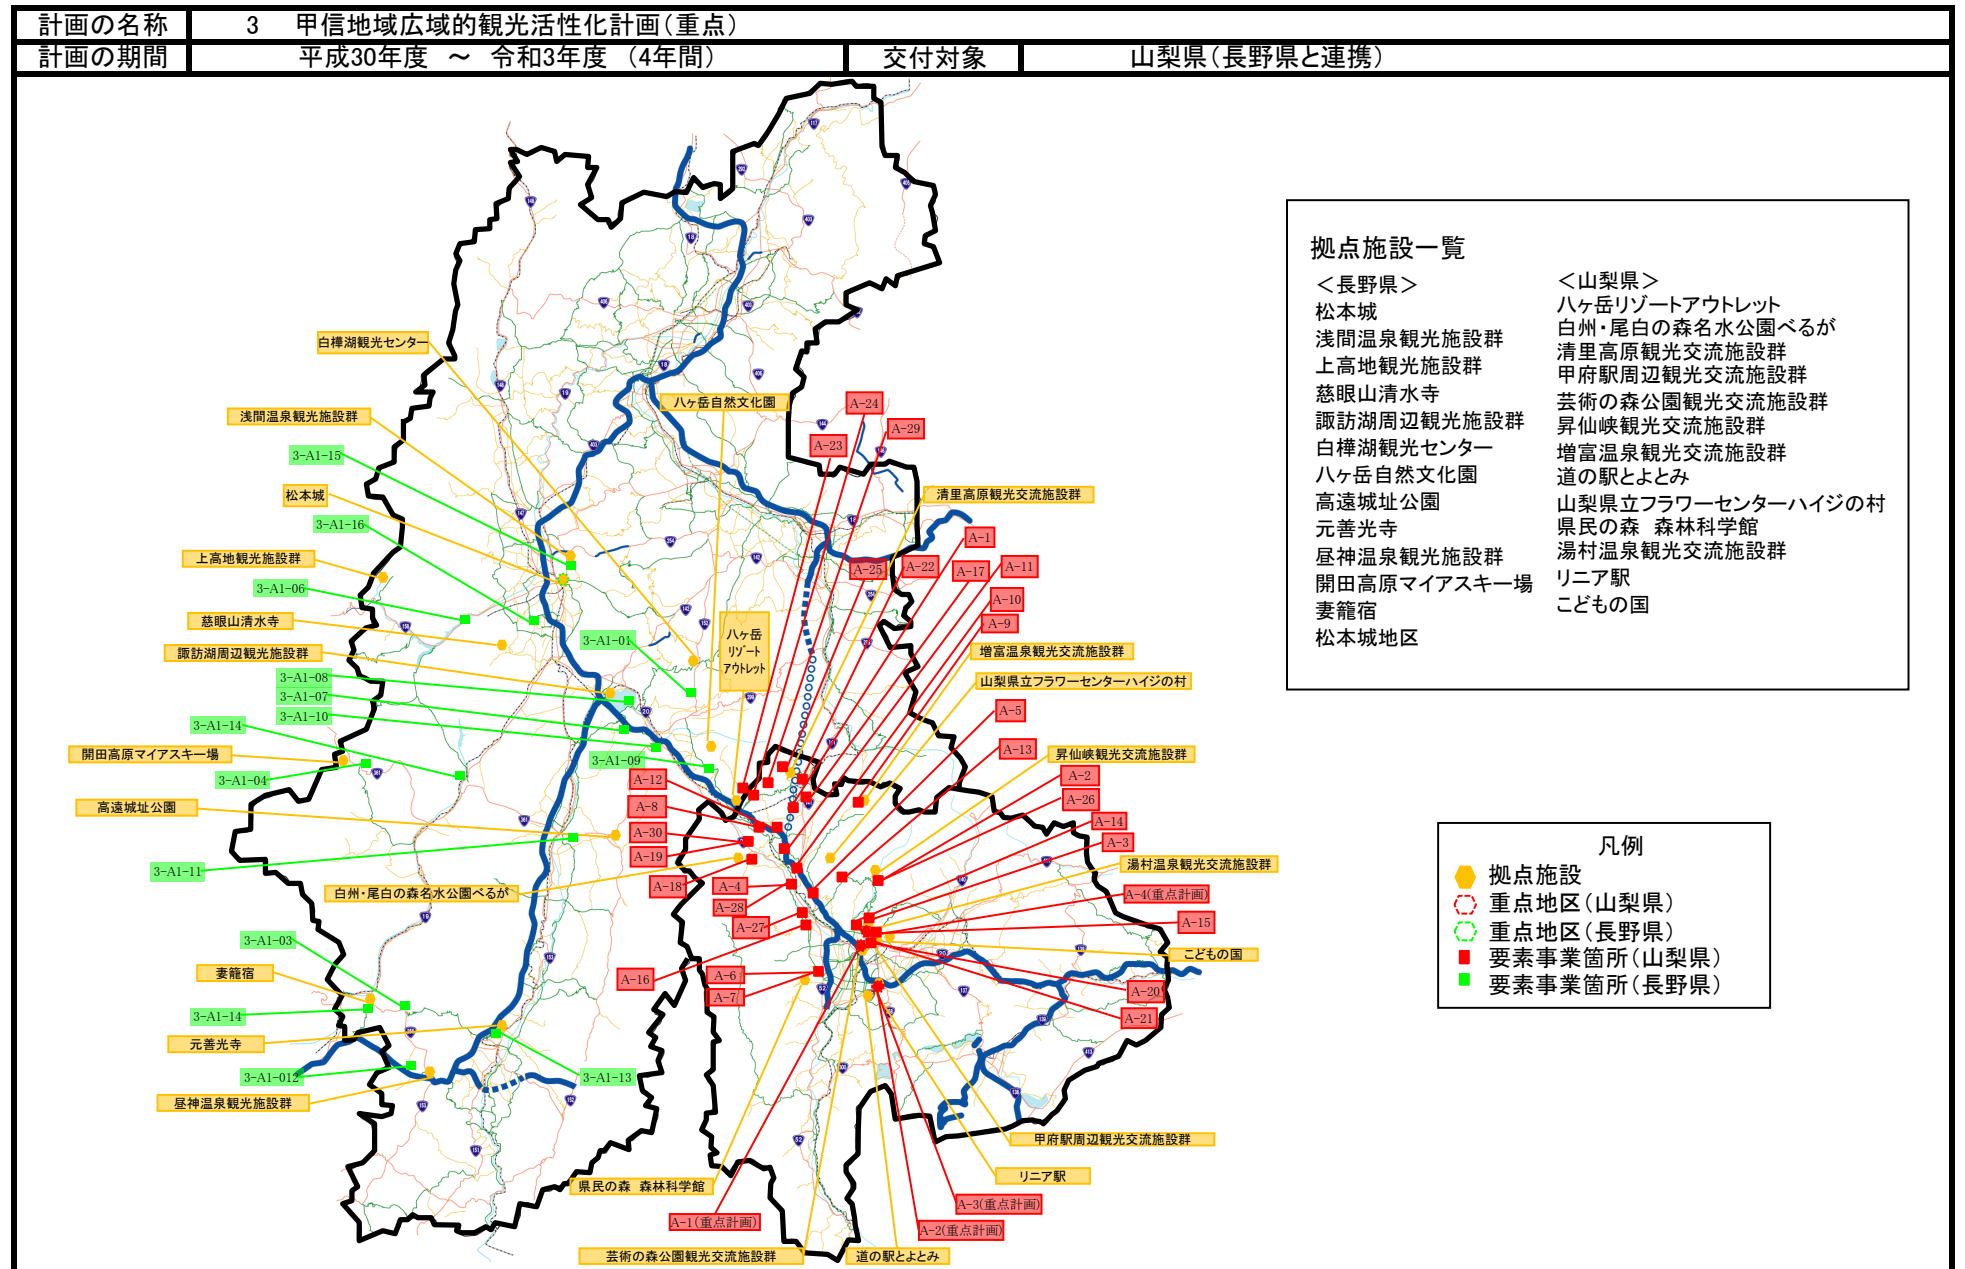 計画の名称 3 甲信地域広域的観光活性化計画(重点)
計画の期間 平成30年度 ~ 令和3年度 (4年間) 交付対象 山梨県(長野県と連携)
拠点施設一覧
<長野県>
松本城
浅間温泉観光施設群
上高地観光施設群
慈眼山清水寺
諏訪湖周辺観光施設群
白樺湖観光センター
八ヶ岳自然文化園
高遠城址公園
元善光寺
昼神温泉観光施設群
開田高原マイアスキー場
妻籠宿
松本城地区
<山梨県>
八ヶ岳リゾートアウトレット
白州・尾白の森名水公園べるが
清里高原観光交流施設群
甲府駅周辺観光交流施設群
芸術の森公園観光交流施設群
昇仙峡観光交流施設群
増富温泉観光交流施設群
道の駅とよとみ
山梨県立フラワーセンターハイジの村
県民の森 森林科学館
湯村温泉観光交流施設群
リニア駅
こどもの国
凡例
拠点施設
重点地区(山梨県)
重点地区(長野県)
要素事業箇所(山梨県)
要素事業箇所(長野県)
白樺湖観光センター
浅間温泉観光施設群
3-A1-15
松本城
3-A1-16
上高地観光施設群
3-A1-06
慈眼山清水寺
諏訪湖周辺観光施設群
3-A1-08
3-A1-07
3-A1-10
3-A1-14
開田高原マイアスキー場
3-A1-04
高遠城址公園
3-A1-11
白州・尾白の森名水公園べるが
3-A1-03
妻籠宿
3-A1-14
元善光寺
3-A1-012
昼神温泉観光施設群
3-A1-13
3-A1-01
3-A1-09
八ヶ岳自然文化園
八ヶ岳
リゾート
アウトレット
A-24
A-29
A-23
清里高原観光交流施設群
A-1
A-25
A-22
A-17
A-11
A-10
A-9
増富温泉観光交流施設群
山梨県立フラワーセンターハイジの村
A-5
A-13
昇仙峡観光交流施設群
A-2
A-26
A-14
A-3
湯村温泉観光交流施設群
A-4(重点計画)
A-15
こどもの国
A-20
A-21
A-12
A-8
A-30
A-19
A-18
A-4
A-28
A-27
A-16
A-6
A-7
甲府駅周辺観光交流施設群
リニア駅
県民の森 森林科学館
A-3(重点計画)
A-1(重点計画)
A-2(重点計画)
芸術の森公園観光交流施設群
道の駅とよとみ